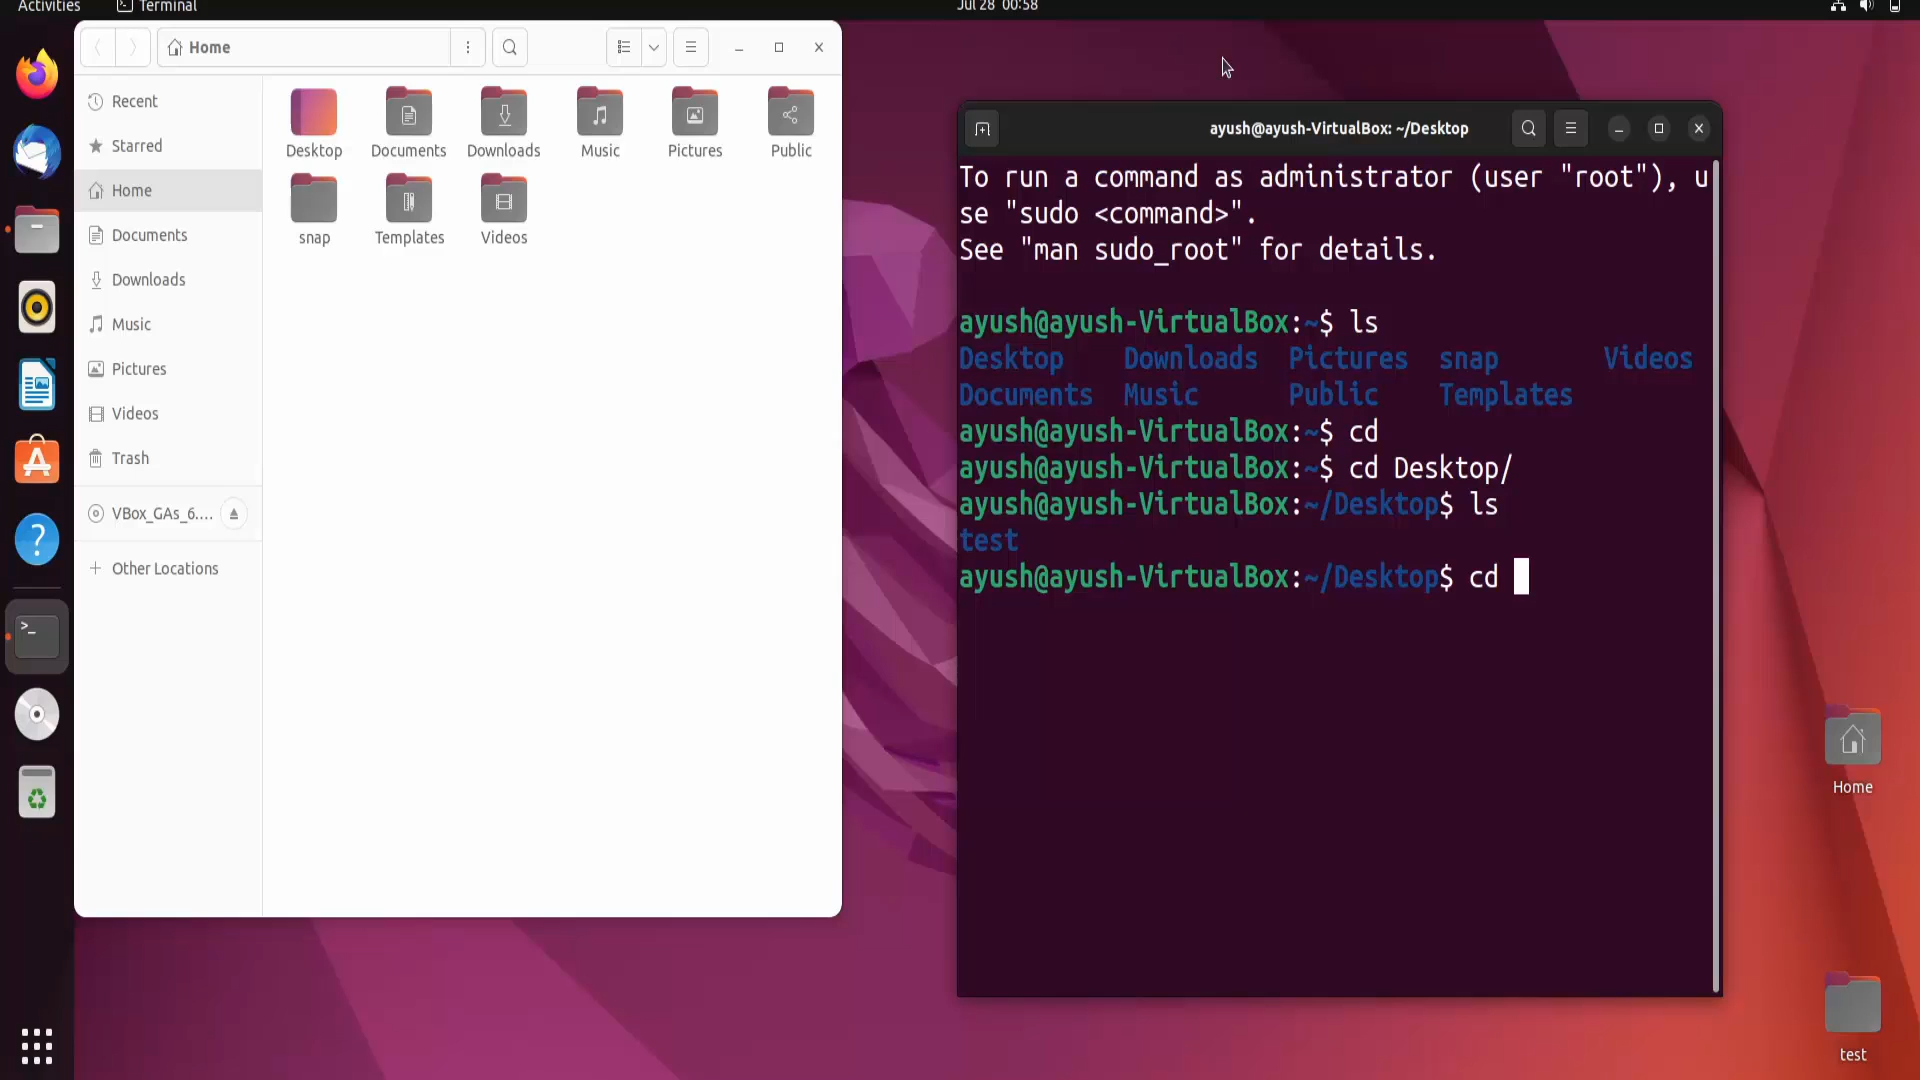 Activities Terminal Jul 28 00:58
Home
Recent
Starred
Home
Documents
Downloads
Music
Pictures
Videos
Trash
VBox_GAs_6....
+ Other Locations
Desktop Documents Downloads Music Pictures Public
snap Templates Videos
ayush@ayush-VirtualBox: ~/Desktop
To run a command as administrator (user "root"), u
se "sudo <command>".
See "man sudo_root" for details.
ayush@ayush-VirtualBox:~$ ls
Desktop Downloads Pictures snap Videos
Documents Music Public Templates
ayush@ayush-VirtualBox:~$ cd
ayush@ayush-VirtualBox:~$ cd Desktop/
ayush@ayush-VirtualBox:~/Desktop$ ls
test
ayush@ayush-VirtualBox:~/Desktop$ cd
Home
test